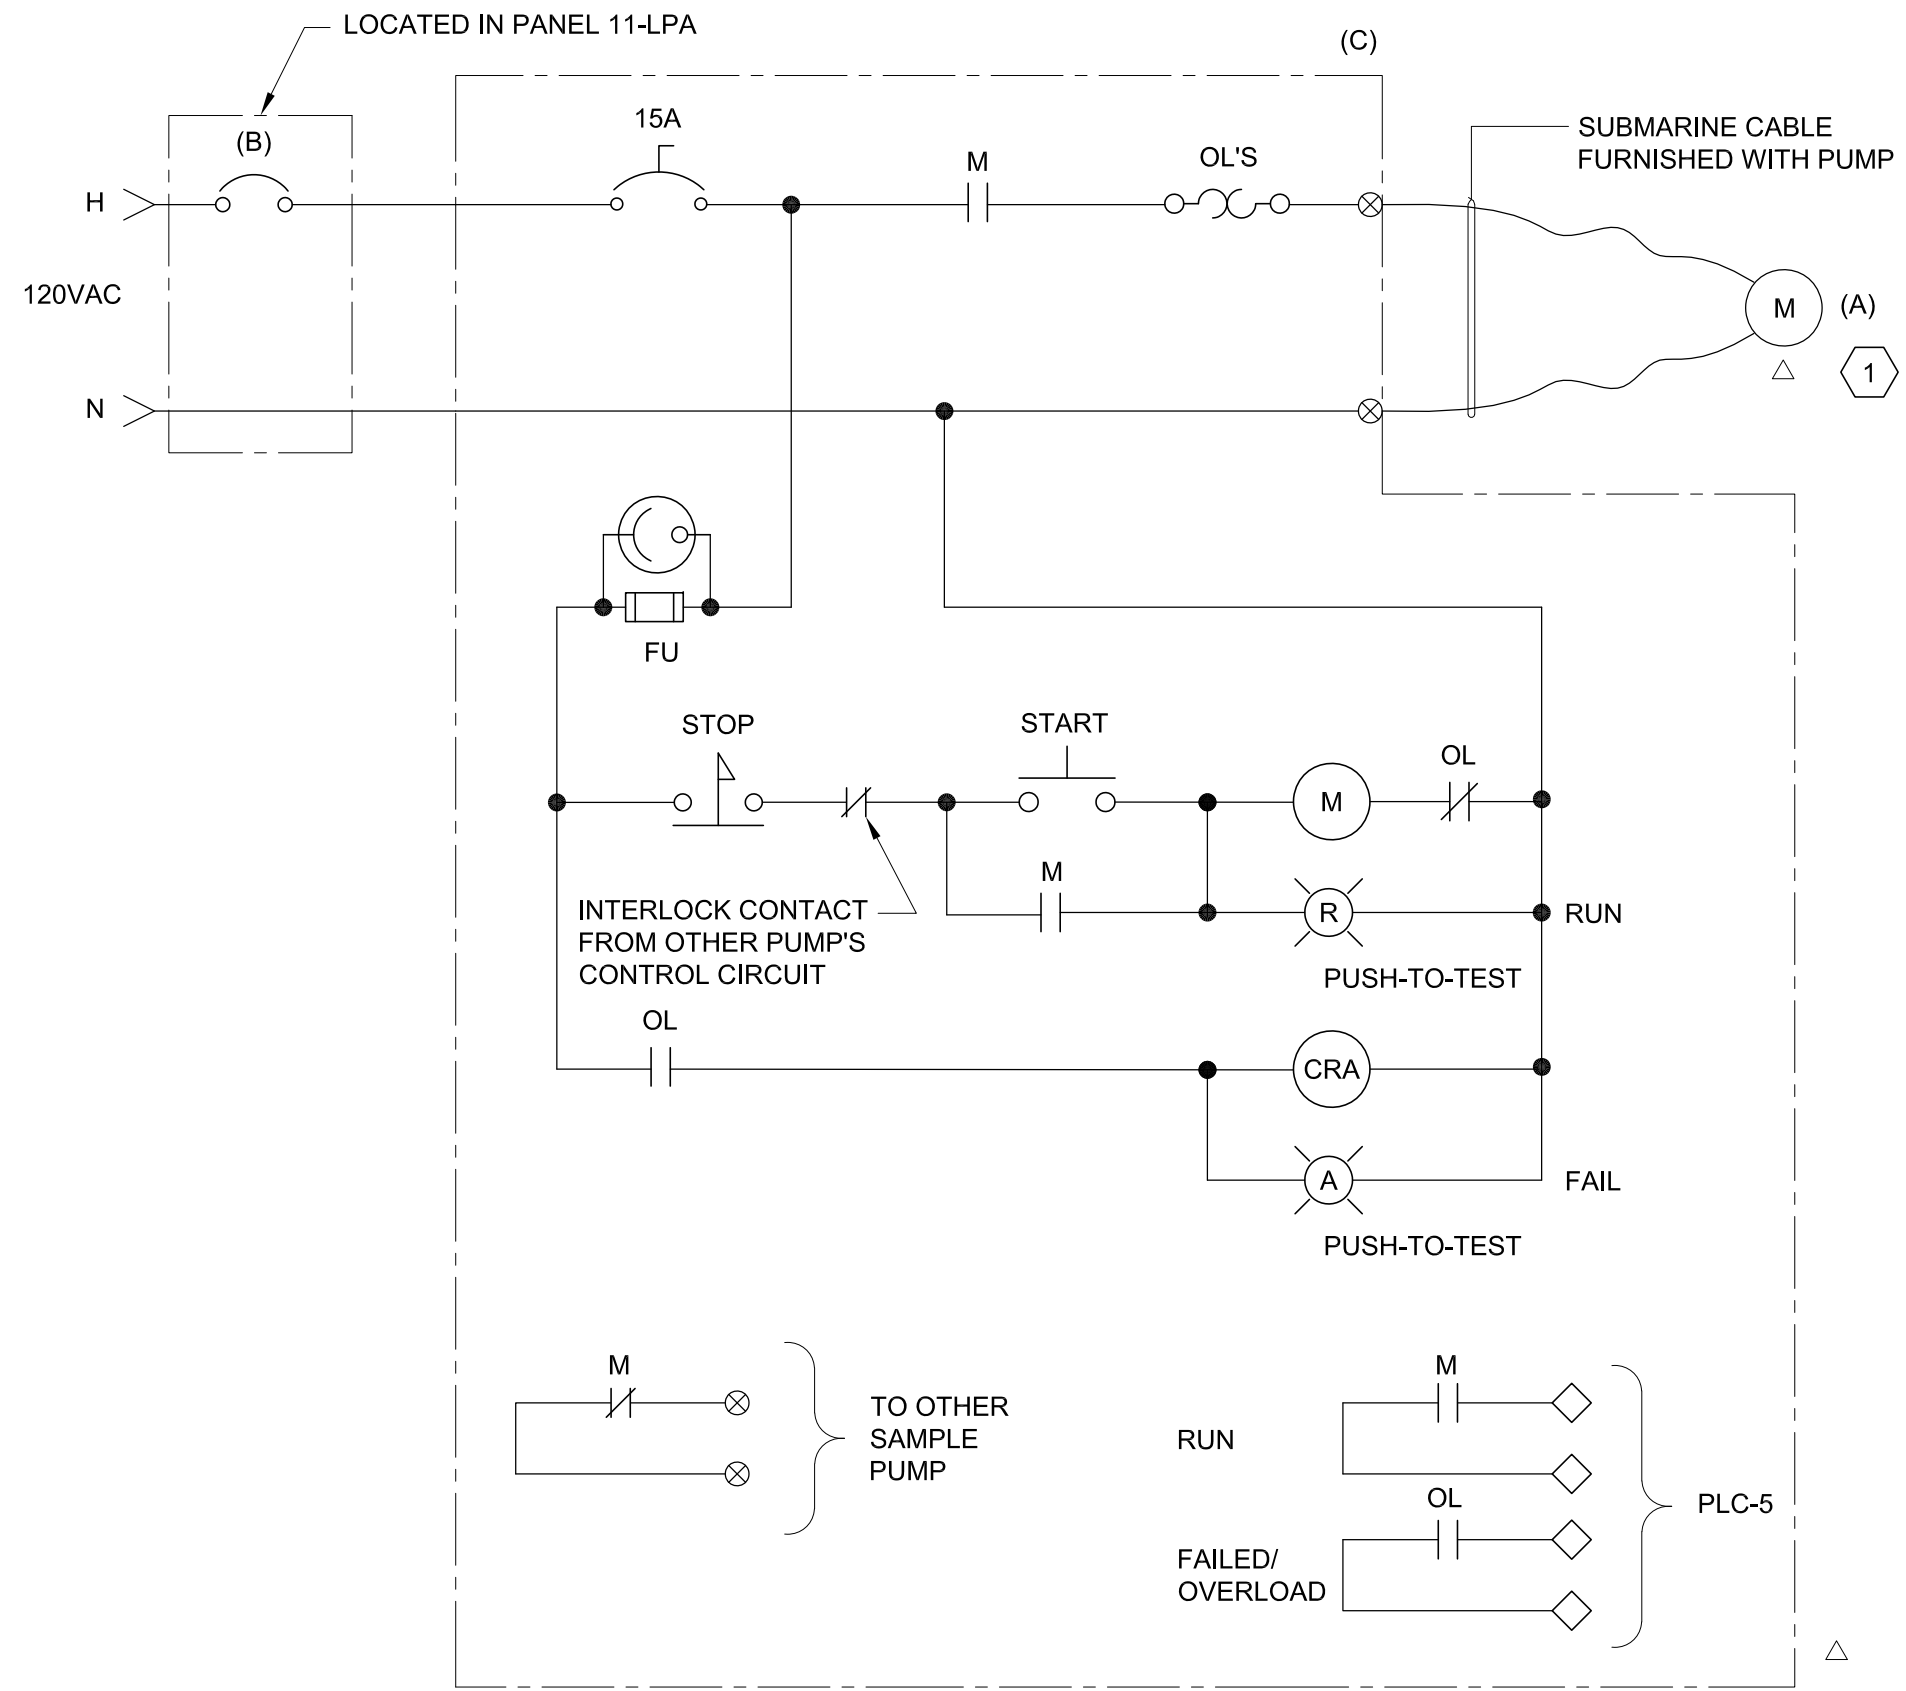 LOCATED IN PANEL 11-LPA
(C)
(B)
15A
M
OL'S
SUBMARINE CABLE
FURNISHED WITH PUMP
H
120VAC
M
(A)
1
N
FU
STOP
START
OL
M
M
INTERLOCK CONTACT
FROM OTHER PUMP'S
CONTROL CIRCUIT
R
RUN
PUSH-TO-TEST
OL
CRA
A
FAIL
PUSH-TO-TEST
M
TO OTHER
SAMPLE
PUMP
M
RUN
OL
FAILED/
OVERLOAD
PLC-5